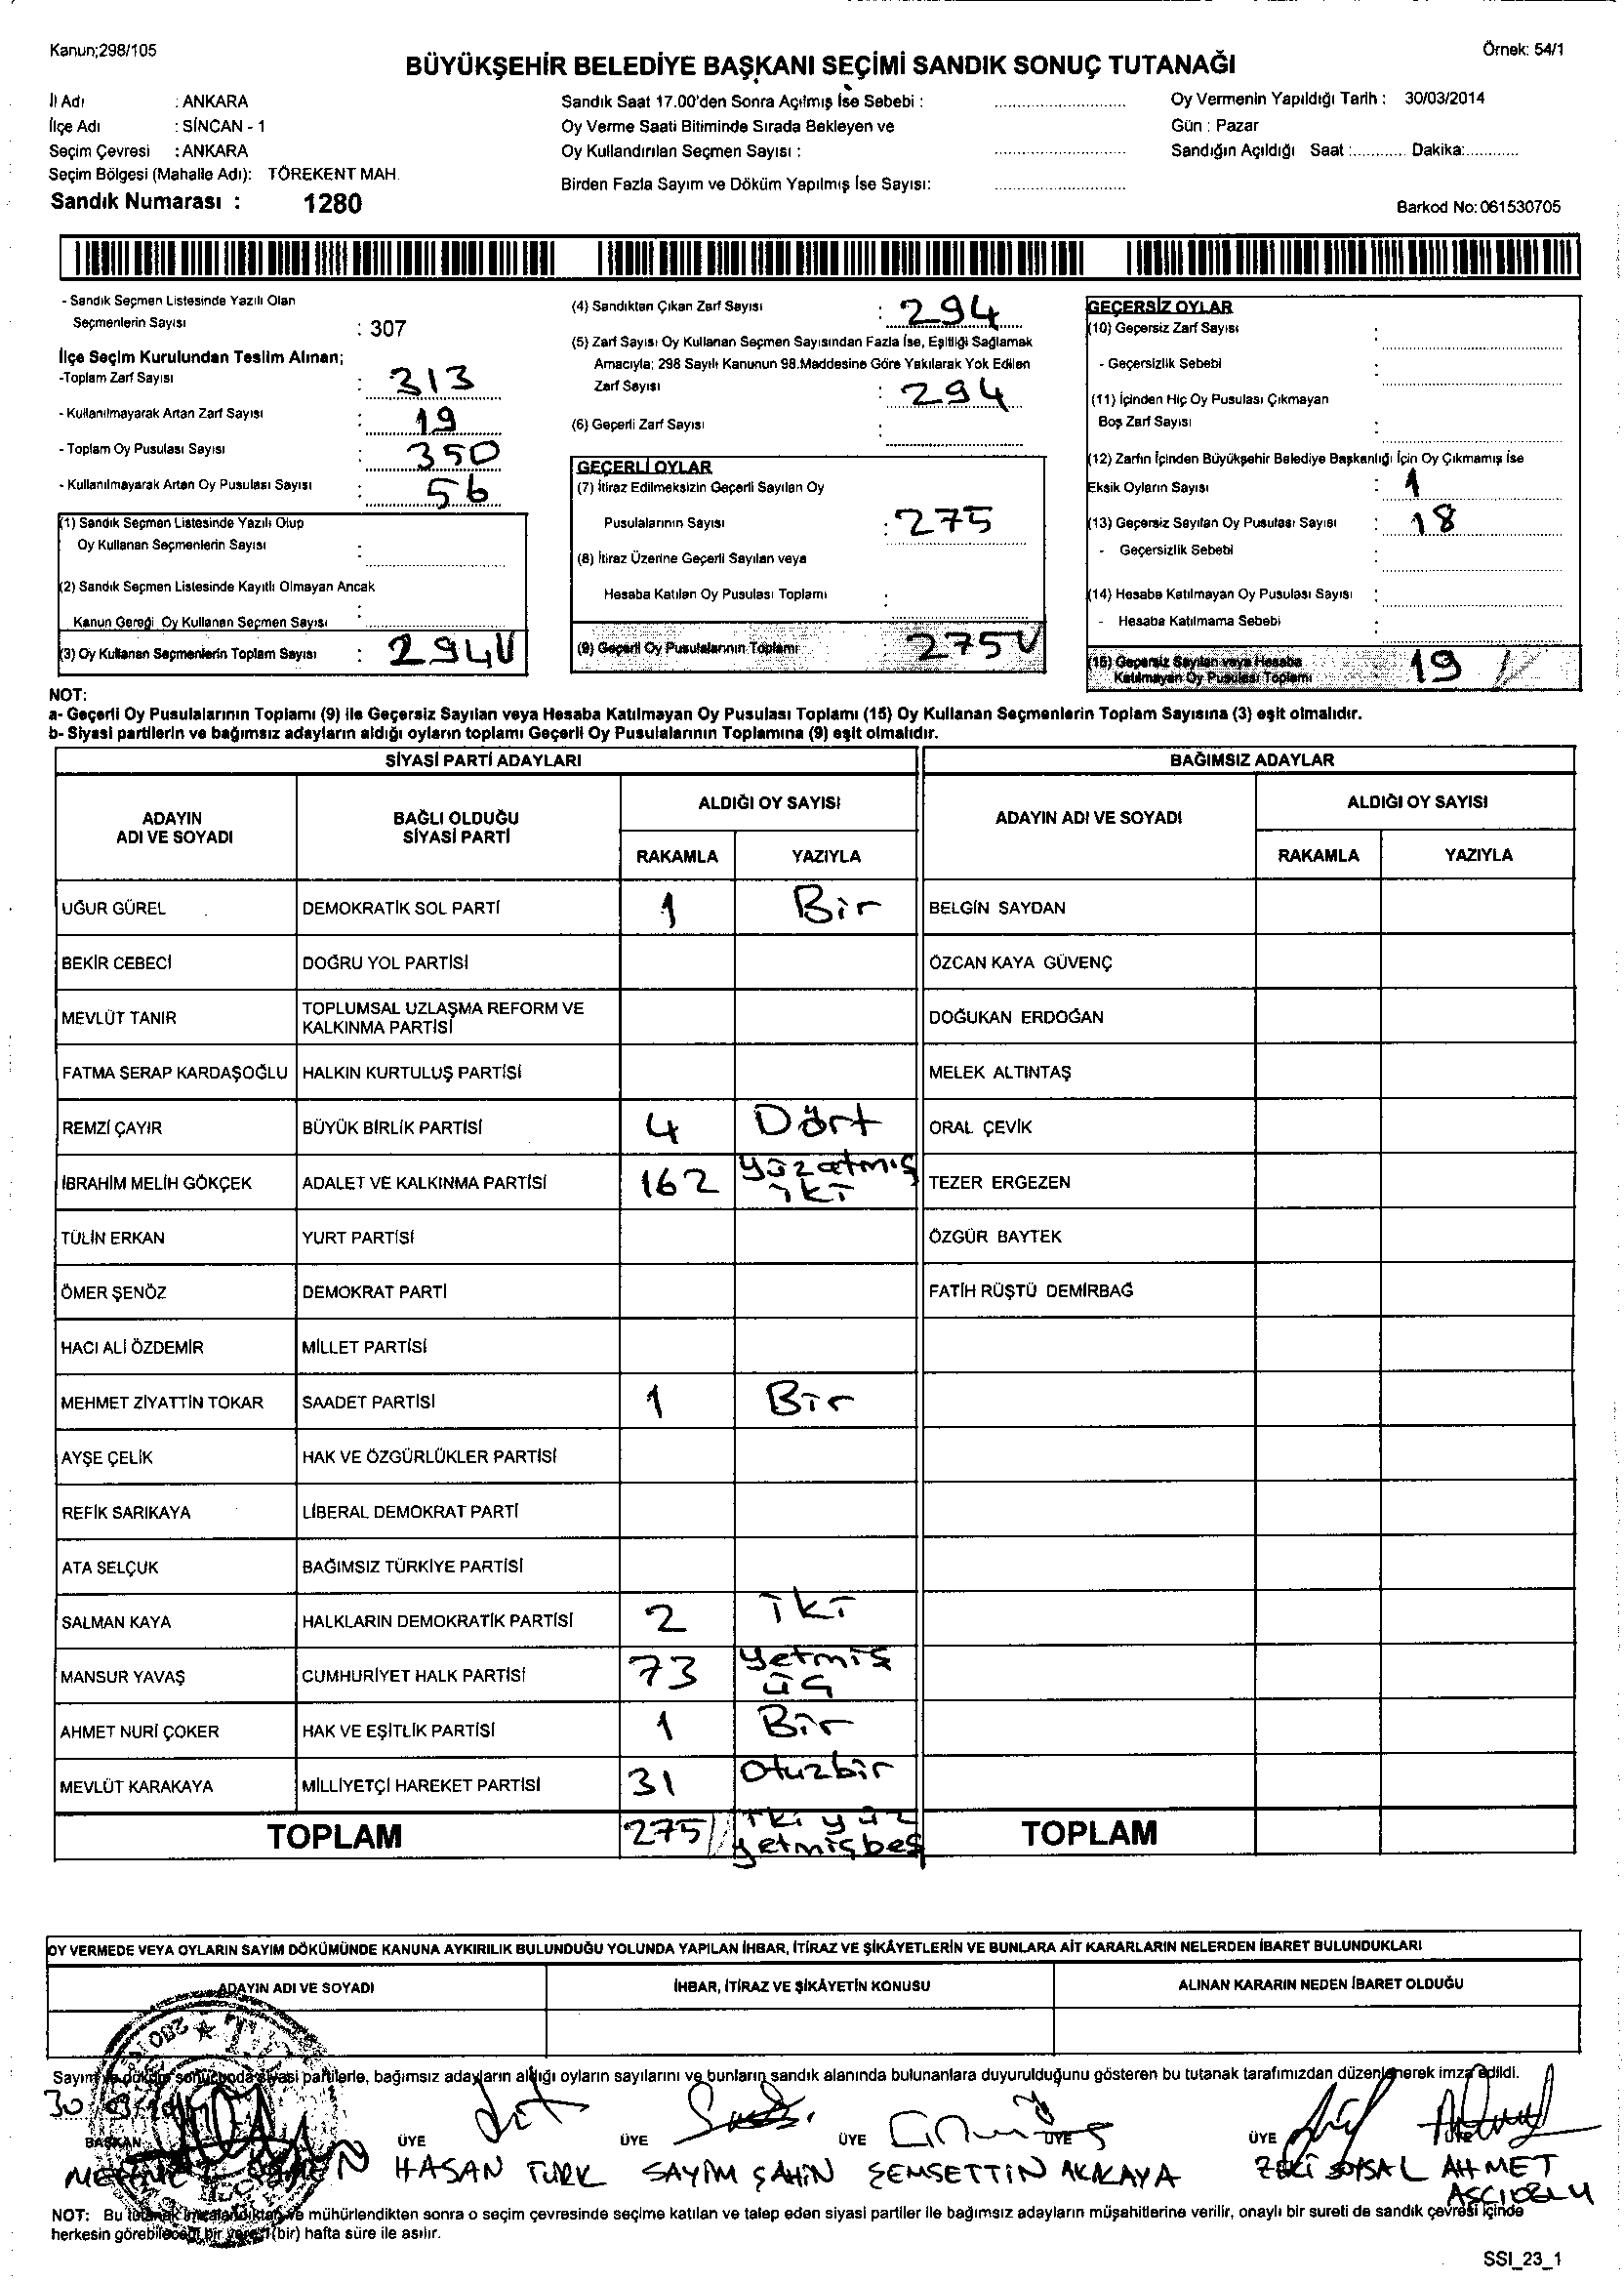 Kanun;298/105
Örnek: 54/1
BÜYÜKŞEHİR BELEDİYE BAŞKANI SEÇİMİ SANDIK SONUÇ TUTANAĞI
İl Adı : ANKARA
İlçe Adı : SİNCAN - 1
Seçim Çevresi : ANKARA
Seçim Bölgesi (Mahalle Adı): TÖREKENT MAH.
Sandık Numarası : 1280
Sandık Saat 17.00'den Sonra Açılmış İse Sebebi :
Oy Verme Saati Bitiminde Sırada Bekleyen ve
Oy Kullandırılan Seçmen Sayısı :
Birden Fazla Sayım ve Döküm Yapılmış İse Sayısı:
Oy Vermenin Yapıldığı Tarih : 30/03/2014
Gün : Pazar
Sandığın Açıldığı Saat :............ Dakika:............
Barkod No: 061530705
- Sandık Seçmen Listesinde Yazılı Olan
Seçmenlerin Sayısı : 307
İlçe Seçim Kurulundan Teslim Alınan;
-Toplam Zarf Sayısı : 313
- Kullanılmayarak Artan Zarf Sayısı : 19
- Toplam Oy Pusulası Sayısı : 350
- Kullanılmayarak Artan Oy Pusulası Sayısı : 56
(1) Sandık Seçmen Listesinde Yazılı Olup
Oy Kullanan Seçmenlerin Sayısı :
(2) Sandık Seçmen Listesinde Kayıtlı Olmayan Ancak
Kanun Gereği Oy Kullanan Seçmen Sayısı :
(3) Oy Kullanan Seçmenlerin Toplam Sayısı : 294
(4) Sandıktan Çıkan Zarf Sayısı : 294
(5) Zarf Sayısı Oy Kullanan Seçmen Sayısından Fazla İse, Eşitliği Sağlamak
Amacıyla; 298 Sayılı Kanunun 98.Maddesine Göre Yakılarak Yok Edilen
Zarf Sayısı : 294
(6) Geçerli Zarf Sayısı :
GEÇERLİ OYLAR
(7) İtiraz Edilmeksizin Geçerli Sayılan Oy
Pusulalarının Sayısı : 275
(8) İtiraz Üzerine Geçerli Sayılan veya
Hesaba Katılan Oy Pusulası Toplamı :
(9) Geçerli Oy Pusulalarının Toplamı : 275
GEÇERSİZ OYLAR
(10) Geçersiz Zarf Sayısı :
- Geçersizlik Sebebi :
(11) İçinden Hiç Oy Pusulası Çıkmayan
Boş Zarf Sayısı :
(12) Zarfın İçinden Büyükşehir Belediye Başkanlığı İçin Oy Çıkmamış İse
Eksik Oyların Sayısı : 1
(13) Geçersiz Sayılan Oy Pusulası Sayısı : 18
- Geçersizlik Sebebi :
(14) Hesaba Katılmayan Oy Pusulası Sayısı :
- Hesaba Katılmama Sebebi :
(15) Geçersiz Sayılan veya Hesaba
Katılmayan Oy Pusulası Toplamı 19
NOT:
a- Geçerli Oy Pusulalarının Toplamı (9) ile Geçersiz Sayılan veya Hesaba Katılmayan Oy Pusulası Toplamı (15) Oy Kullanan Seçmenlerin Toplam Sayısına (3) eşit olmalıdır.
b- Siyasi partilerin ve bağımsız adayların aldığı oyların toplamı Geçerli Oy Pusulalarının Toplamına (9) eşit olmalıdır.
SİYASİ PARTİ ADAYLARI
BAĞIMSIZ ADAYLAR
ADAYIN
ADI VE SOYADI
BAĞLI OLDUĞU
SİYASİ PARTİ
ALDIĞI OY SAYISI
RAKAMLA YAZIYLA
ADAYIN ADI VE SOYADI
ALDIĞI OY SAYISI
RAKAMLA YAZIYLA
UĞUR GÜREL DEMOKRATİK SOL PARTİ 1 Bir BELGİN SAYDAN
BEKİR CEBECİ DOĞRU YOL PARTİSİ ÖZCAN KAYA GÜVENÇ
MEVLÜT TANIR TOPLUMSAL UZLAŞMA REFORM VE
KALKINMA PARTİSİ DOĞUKAN ERDOĞAN
FATMA SERAP KARDAŞOĞLU HALKIN KURTULUŞ PARTİSİ MELEK ALTINTAŞ
REMZİ ÇAYIR BÜYÜK BİRLİK PARTİSİ 4 Dört ORAL ÇEVİK
İBRAHİM MELİH GÖKÇEK ADALET VE KALKINMA PARTİSİ 162 yüzatmış
iki TEZER ERGEZEN
TÜLİN ERKAN YURT PARTİSİ ÖZGÜR BAYTEK
ÖMER ŞENÖZ DEMOKRAT PARTİ FATİH RÜŞTÜ DEMİRBAĞ
HACI ALİ ÖZDEMİR MİLLET PARTİSİ
MEHMET ZİYATTİN TOKAR SAADET PARTİSİ 1 Bir
AYŞE ÇELİK HAK VE ÖZGÜRLÜKLER PARTİSİ
REFİK SARIKAYA LİBERAL DEMOKRAT PARTİ
ATA SELÇUK BAĞIMSIZ TÜRKİYE PARTİSİ
SALMAN KAYA HALKLARIN DEMOKRATİK PARTİSİ 2 iki
MANSUR YAVAŞ CUMHURİYET HALK PARTİSİ 73 yetmiş
üç
AHMET NURİ ÇOKER HAK VE EŞİTLİK PARTİSİ 1 Bir
MEVLÜT KARAKAYA MİLLİYETÇİ HAREKET PARTİSİ 31 Otuzbir
TOPLAM 275 iki yüz
yetmişbeş TOPLAM
OY VERMEDE VEYA OYLARIN SAYIM DÖKÜMÜNDE KANUNA AYKIRILIK BULUNDUĞU YOLUNDA YAPILAN İHBAR, İTİRAZ VE ŞİKÂYETLERİN VE BUNLARA AİT KARARLARIN NELERDEN İBARET BULUNDUKLARI
ADAYIN ADI VE SOYADI İHBAR, İTİRAZ VE ŞİKÂYETİN KONUSU ALINAN KARARIN NEDEN İBARET OLDUĞU
Sayım ve döküm sonucunda siyasi partilerle, bağımsız adayların aldığı oyların sayılarını ve bunların sandık alanında bulunanlara duyurulduğunu gösteren bu tutanak tarafımızdan düzenlenerek imza edildi.
30
BAŞKAN ÜYE ÜYE ÜYE ÜYE ÜYE ÜYE
HASAN TÜRK SAYİM ŞAHİN ŞEMSETTİN AKAKAYA ZEKİ SOYSAL AHMET
AŞCIOĞLU
NOT: Bu tutanak imzalandıktan ve mühürlendikten sonra o seçim çevresinde seçime katılan ve talep eden siyasi partiler ile bağımsız adayların müşahitlerine verilir, onaylı bir sureti de sandık çevresi içinde
herkesin görebileceği bir yere 1 (bir) hafta süre ile asılır.
SSI_23_1